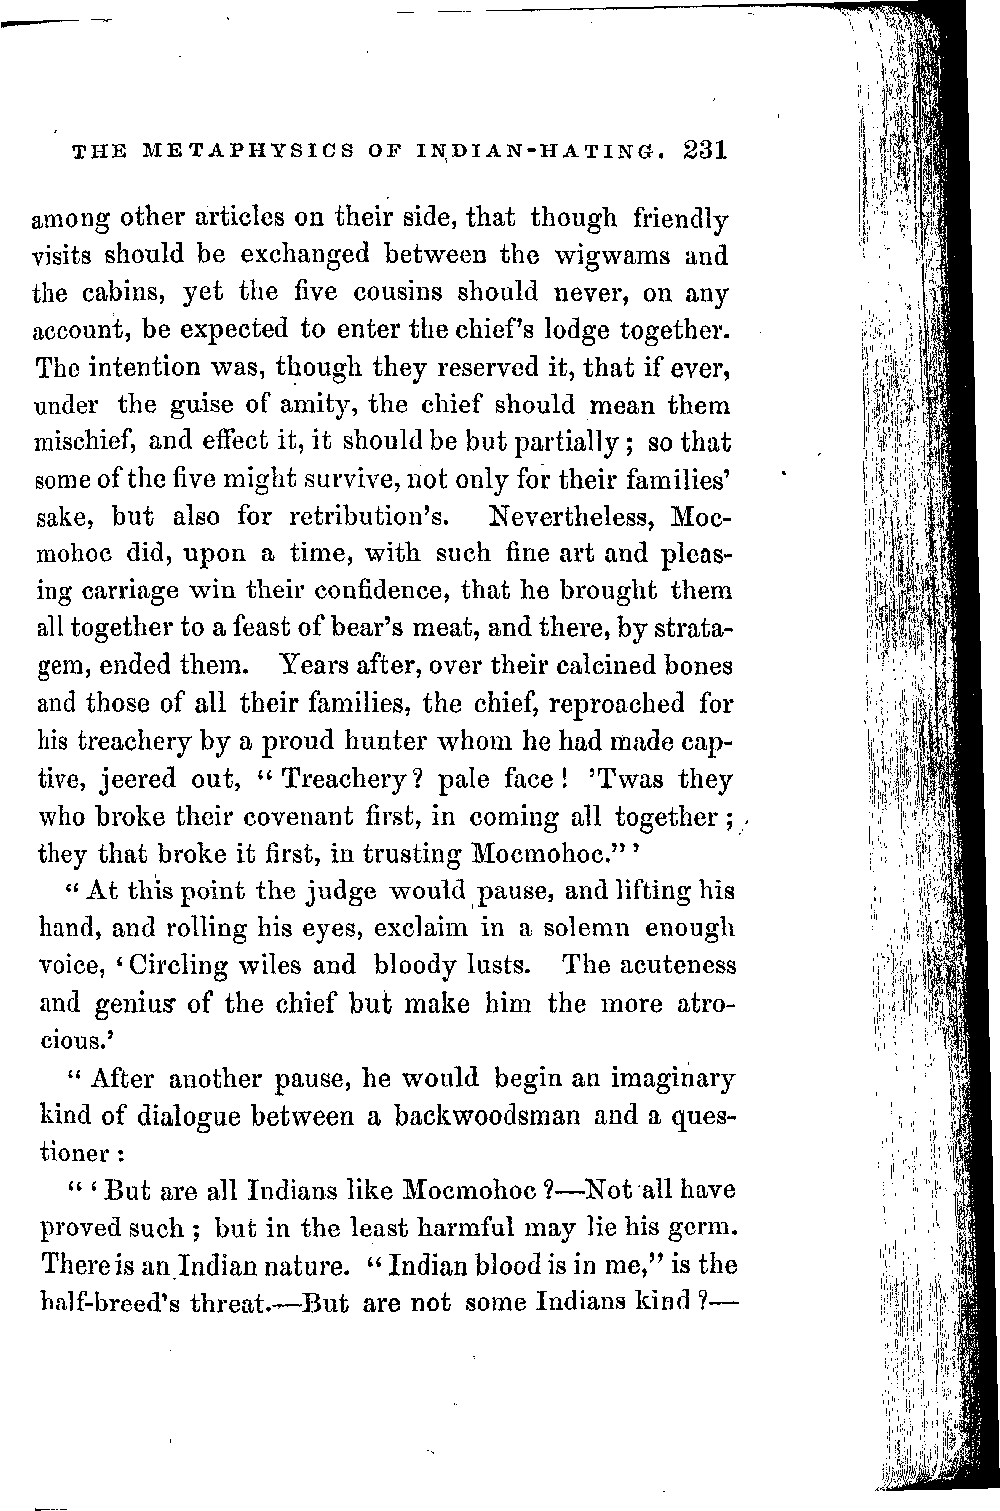 THE METAPHYSICS OF INDIAN-HATING. 231
among other articles on their side, that though friendly
visits should be exchanged between the wigwams and
the cabins, yet the five cousins should never, on any
account, be expected to enter the chief's lodge together.
The intention was, though they reserved it, that if ever,
under the guise of amity, the chief should mean them
mischief, and effect it, it should be but partially; so that
some of the five might survive, not only for their families'
sake, but also for retribution's. Nevertheless, Moc-
mohoc did, upon a time, with such fine art and pleas-
ing carriage win their confidence, that he brought them
all together to a feast of bear's meat, and there, by strata-
gem, ended them. Years after, over their calcined bones
and those of all their families, the chief, reproached for
his treachery by a proud hunter whom he had made cap-
tive, jeered out, "Treachery? pale face! 'Twas they
who broke their covenant first, in coming all together;
they that broke it first, in trusting Mocmohoc."'
"At this point the judge would pause, and lifting his
hand, and rolling his eyes, exclaim in a solemn enough
voice, 'Circling wiles and bloody lusts. The acuteness
and genius of the chief but make him the more atro-
cious.'
"After another pause, he would begin an imaginary
kind of dialogue between a backwoodsman and a ques-
tioner:
"'But are all Indians like Mocmohoc?—Not all have
proved such; but in the least harmful may lie his germ.
There is an Indian nature. "Indian blood is in me," is the
half-breed's threat.—But are not some Indians kind?—